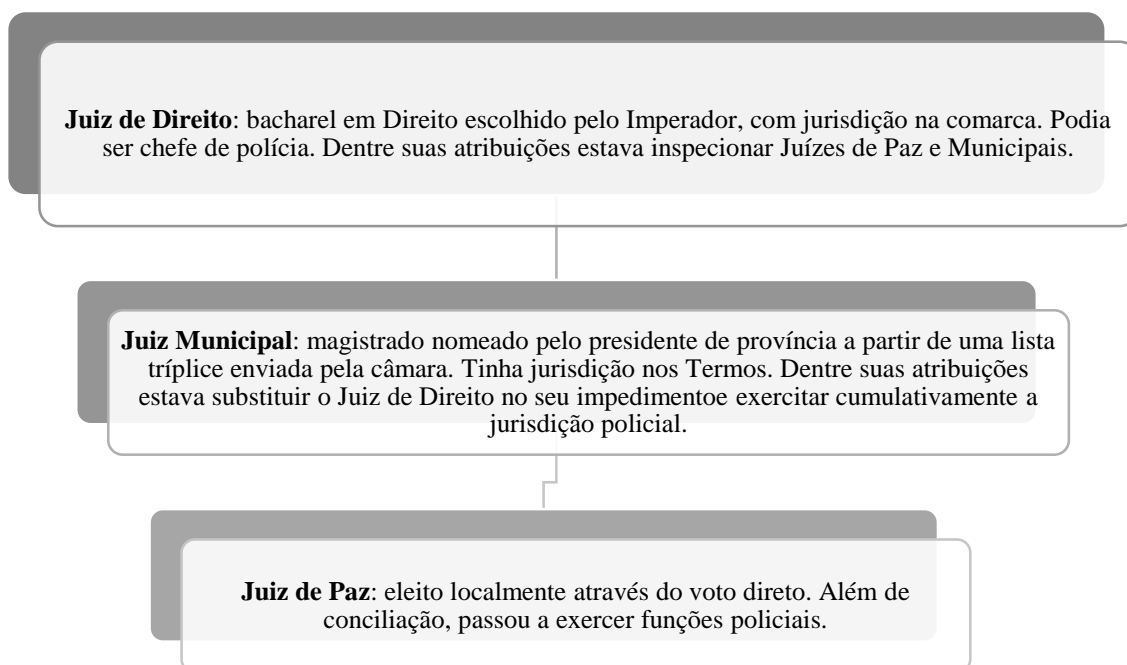 Juiz de Direito: bacharel em Direito escolhido pelo Imperador, com jurisdição na comarca. Podia
ser chefe de polícia. Dentre suas atribuições estava inspecionar Juízes de Paz e Municipais.
Juiz Municipal: magistrado nomeado pelo presidente de província a partir de uma lista
tríplice enviada pela câmara. Tinha jurisdição nos Termos. Dentre suas atribuições
estava substituir o Juiz de Direito no seu impedimentoe exercitar cumulativamente a
jurisdição policial.
Juiz de Paz: eleito localmente através do voto direto. Além de
conciliação, passou a exercer funções policiais.